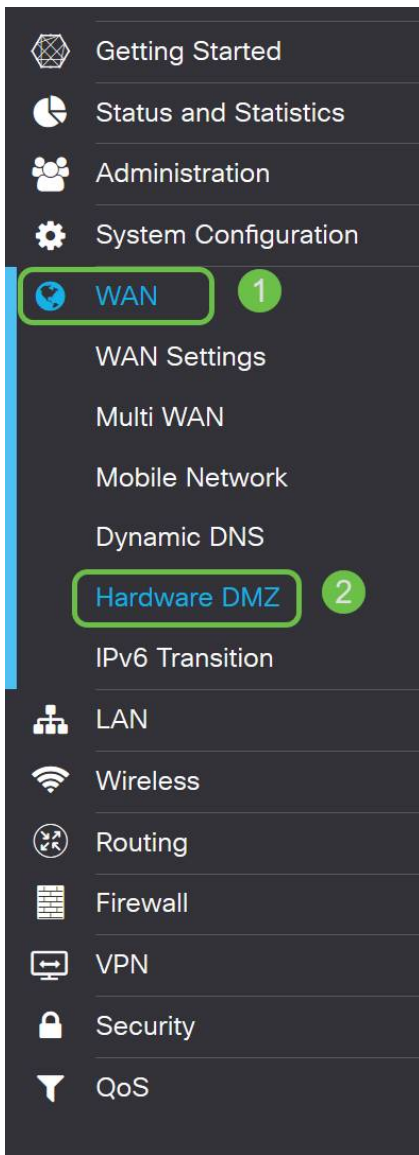 Getting Started
Status and Statistics
Administration
System Configuration
WAN 1
WAN Settings
Multi WAN
Mobile Network
Dynamic DNS
Hardware DMZ 2
IPv6 Transition
LAN
Wireless
Routing
Firewall
VPN
Security
QoS